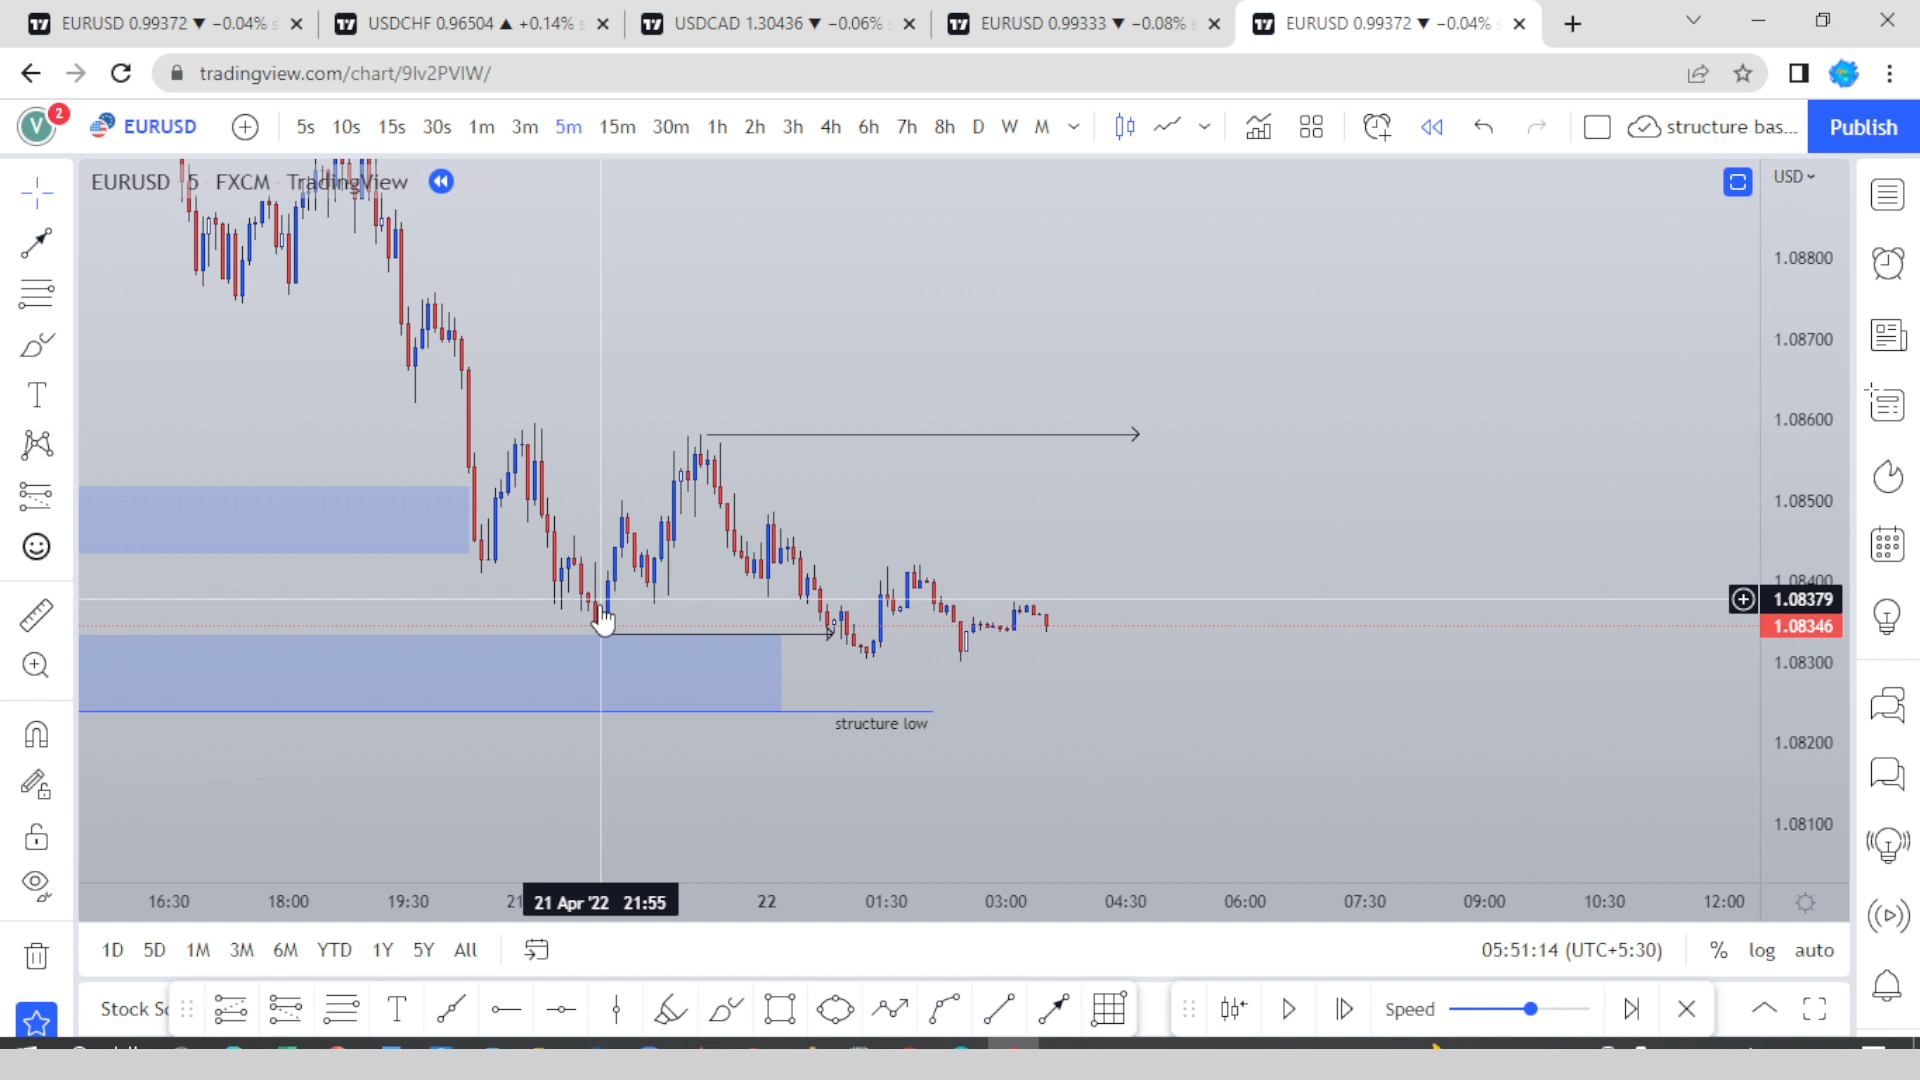 EURUSD 0.99372 ▼ −0.04% USDCHF 0.96504 ▲ +0.14% USDCAD 1.30436 ▼ −0.06% EURUSD 0.99333 ▼ −0.08% EURUSD 0.99372 ▼ −0.04%
tradingview.com/chart/9Iv2PVIW/
V 2 EURUSD 5s 10s 15s 30s 1m 3m 5m 15m 30m 1h 2h 3h 4h 6h 7h 8h D W M structure bas... Publish
EURUSD 5 FXCM TradingView USD
1.08800
1.08700
1.08600
1.08500
1.08400
1.08379
1.08346
1.08300
structure low
1.08200
1.08100
16:30 18:00 19:30 21 21 Apr '22 21:55 22 01:30 03:00 04:30 06:00 07:30 09:00 10:30 12:00
1D 5D 1M 3M 6M YTD 1Y 5Y All 05:51:14 (UTC+5:30) % log auto
Stock Speed